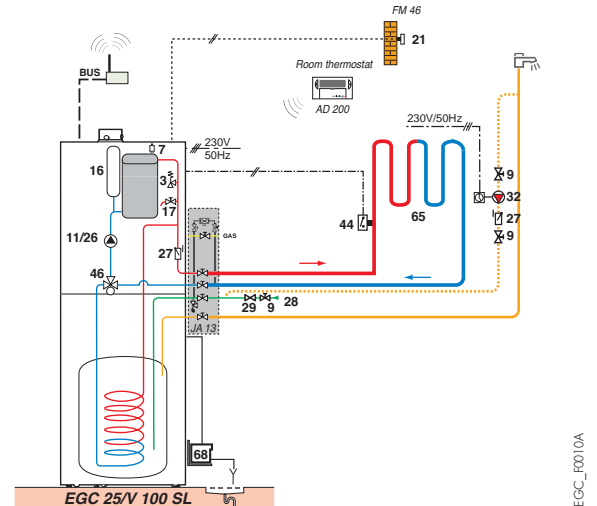 FM 46
21
Room thermostat
AD 200
BUS
7
230V
50Hz
230V/50Hz
16
3
17
9
32
27
9
44
65
11/26
27
GAS
46
29
9
28
JA 13
68
EGC 25/V 100 SL
EGC_F0010A